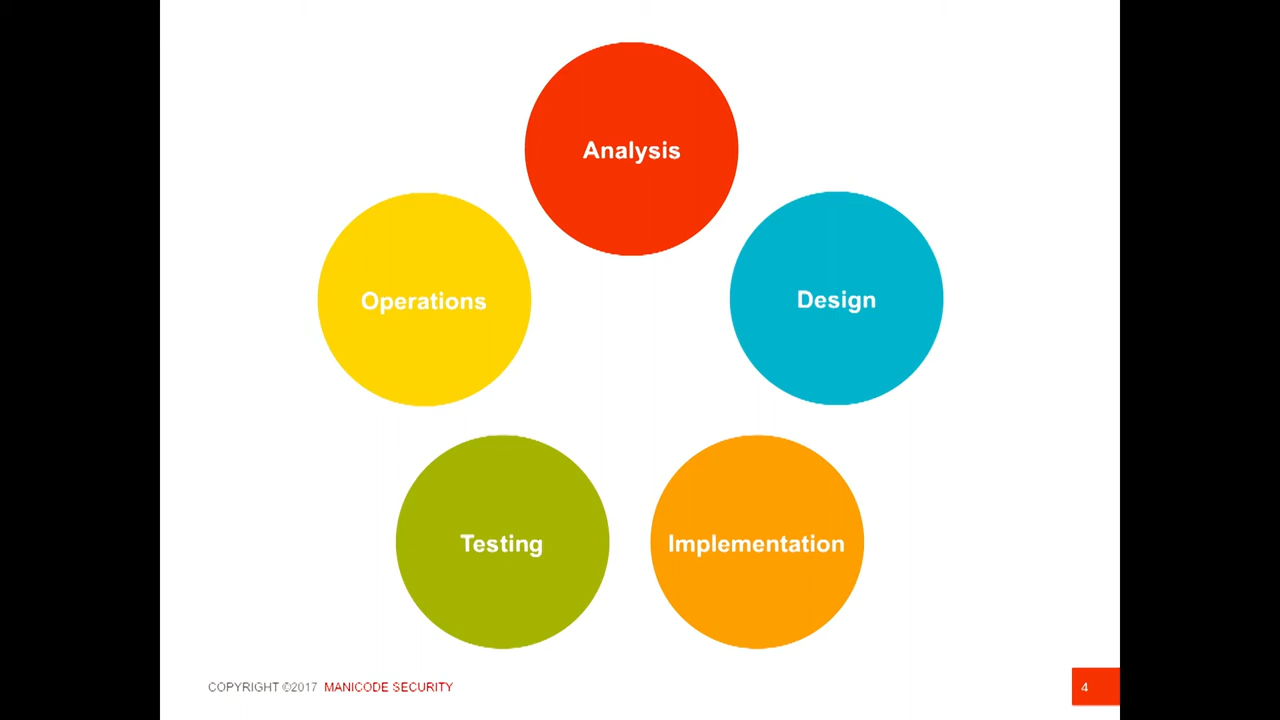 Analysis
Operations
Design
Testing
Implementation
COPYRIGHT ©2017 MANICODE SECURITY
4